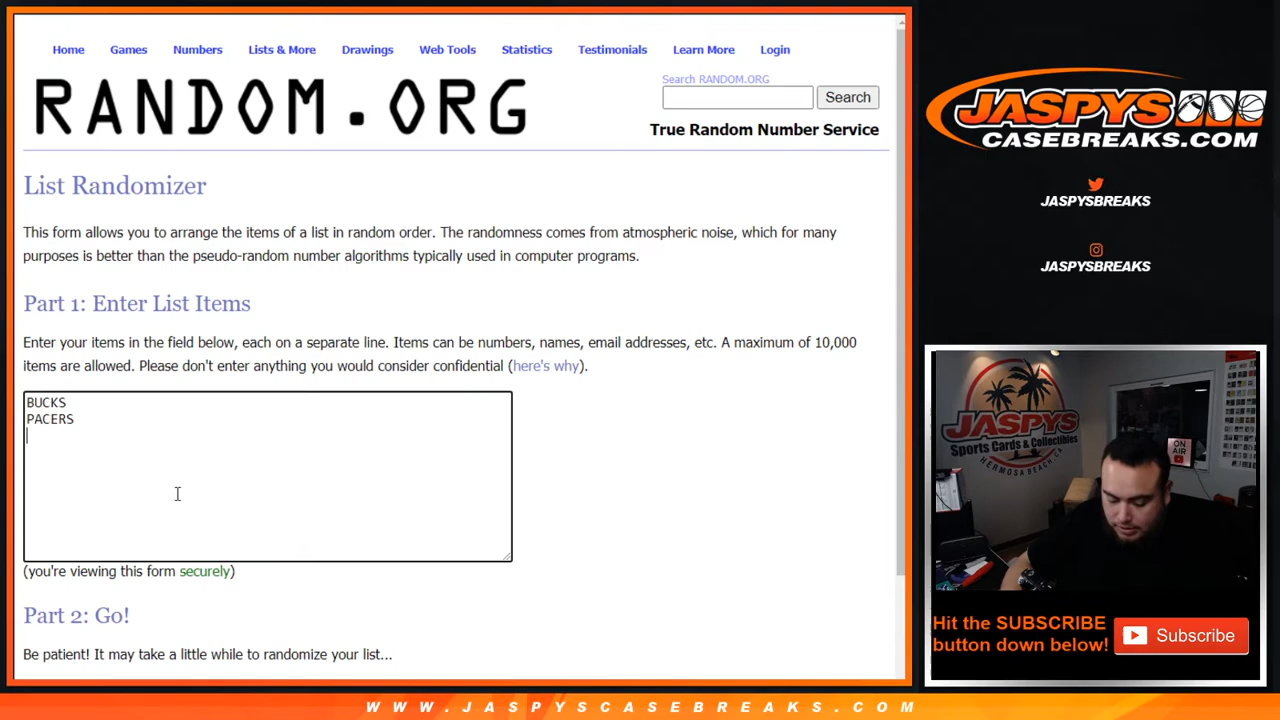 Home Games Numbers Lists & More Drawings Web Tools Statistics Testimonials Learn More Login
RANDOM.ORG
Search RANDOM.ORG
Search
True Random Number Service
List Randomizer
This form allows you to arrange the items of a list in random order. The randomness comes from atmospheric noise, which for many
purposes is better than the pseudo-random number algorithms typically used in computer programs.
Part 1: Enter List Items
Enter your items in the field below, each on a separate line. Items can be numbers, names, email addresses, etc. A maximum of 10,000
items are allowed. Please don't enter anything you would consider confidential (here's why).
BUCKS
PACERS
(you're viewing this form securely)
Part 2: Go!
Be patient! It may take a little while to randomize your list...
JASPYS
CASEBREAKS.COM
JASPYSBREAKS
JASPYSBREAKS
JASPYS
Sports Cards & Collectibles
HERMOSA BEACH, CA
ON
AIR
Hit the SUBSCRIBE
button down below!
Subscribe
WWW.JASPYSCASEBREAKS.COM